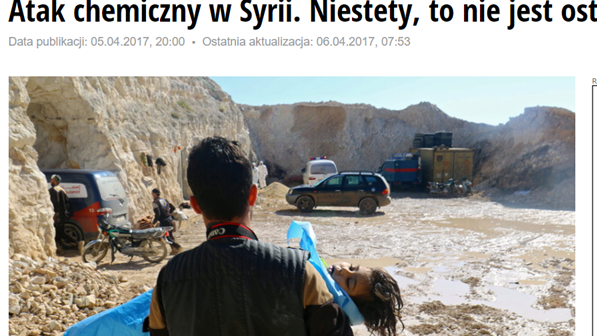 Atak chemiczny w Syrii. Niestety, to nie jest ost
Data publikacji: 05.04.2017, 20:00 • Ostatnia aktualizacja: 06.04.2017, 07:53
R
Canon